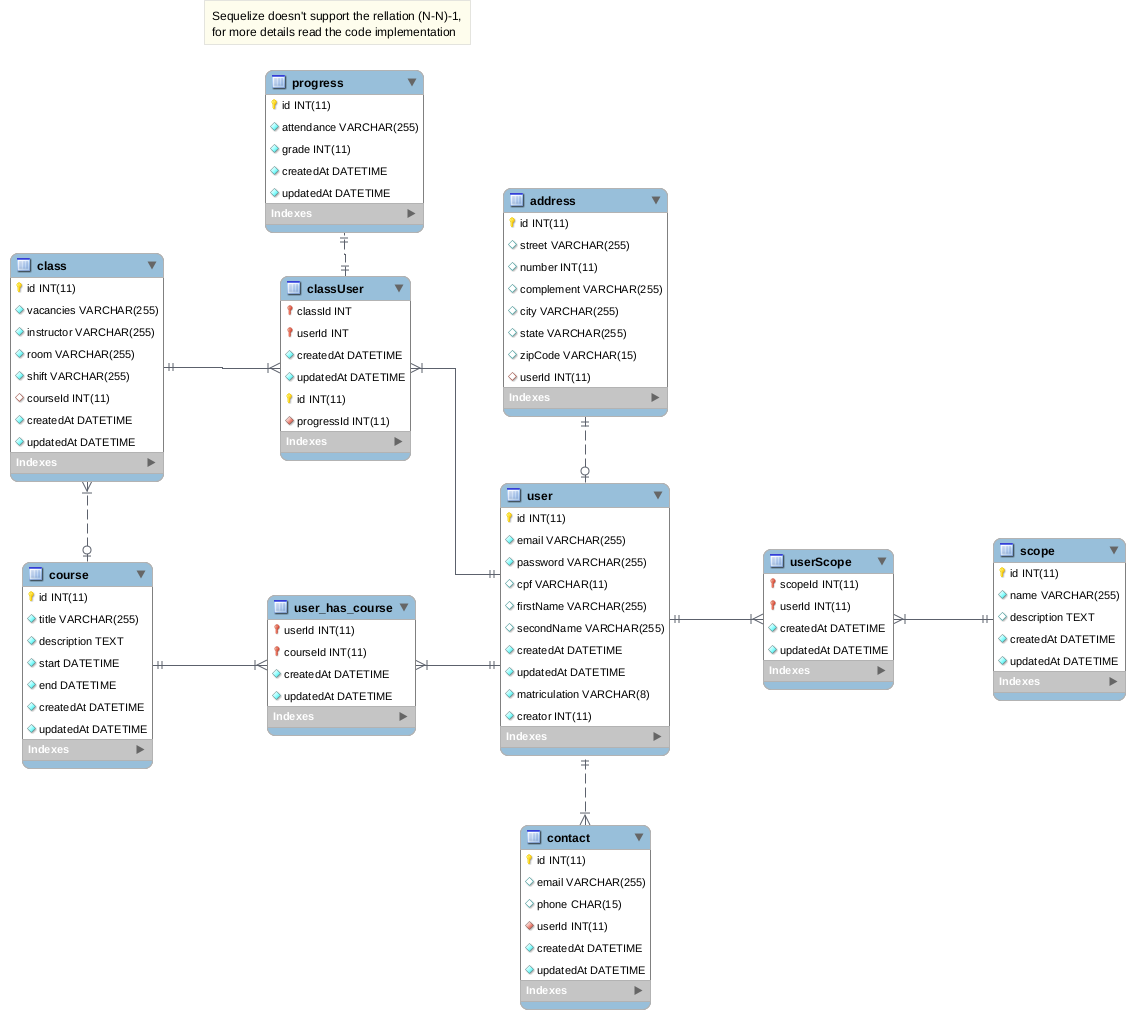 Sequelize doesn't support the rellation (N-N)-1,
for more details read the code implementation
progress
id INT(11)
attendance VARCHAR(255)
grade INT(11)
createdAt DATETIME
updatedAt DATETIME
Indexes
address
id INT(11)
street VARCHAR(255)
number INT(11)
complement VARCHAR(255)
city VARCHAR(255)
state VARCHAR(255)
zipCode VARCHAR(15)
userId INT(11)
Indexes
class
id INT(11)
vacancies VARCHAR(255)
instructor VARCHAR(255)
room VARCHAR(255)
shift VARCHAR(255)
courseId INT(11)
createdAt DATETIME
updatedAt DATETIME
Indexes
classUser
classId INT
userId INT
createdAt DATETIME
updatedAt DATETIME
id INT(11)
progressId INT(11)
Indexes
user
id INT(11)
email VARCHAR(255)
password VARCHAR(255)
cpf VARCHAR(11)
firstName VARCHAR(255)
secondName VARCHAR(255)
createdAt DATETIME
updatedAt DATETIME
matriculation VARCHAR(8)
creator INT(11)
Indexes
userScope
scopeId INT(11)
userId INT(11)
createdAt DATETIME
updatedAt DATETIME
Indexes
scope
id INT(11)
name VARCHAR(255)
description TEXT
createdAt DATETIME
updatedAt DATETIME
Indexes
course
id INT(11)
title VARCHAR(255)
description TEXT
start DATETIME
end DATETIME
createdAt DATETIME
updatedAt DATETIME
Indexes
user_has_course
userId INT(11)
courseId INT(11)
createdAt DATETIME
updatedAt DATETIME
Indexes
contact
id INT(11)
email VARCHAR(255)
phone CHAR(15)
userId INT(11)
createdAt DATETIME
updatedAt DATETIME
Indexes